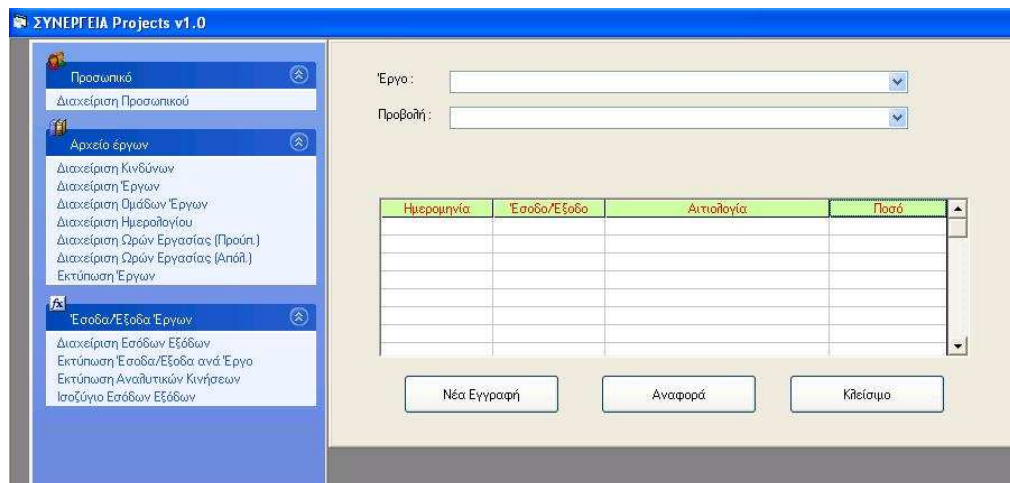 ΣΥΝΕΡΓΕΙΑ Projects v1.0
Προσωπικό
Διαχείριση Προσωπικού
Αρχείο έργων
Διαχείριση Κινδύνων
Διαχείριση Έργων
Διαχείριση Ομάδων Έργων
Διαχείριση Ημερολογίου
Διαχείριση Ωρών Εργασίας (Προύπ.)
Διαχείριση Ωρών Εργασίας (Απόλ.)
Εκτύπωση Έργων
Έσοδα/Έξοδα Έργων
Διαχείριση Εσόδων Εξόδων
Εκτύπωση Έσοδα/Έξοδα ανά Έργο
Εκτύπωση Αναλυτικών Κινήσεων
Ισοζύγιο Εσόδων Εξόδων
Έργο :
Προβολή :
Ημερομηνία Έσοδο/Έξοδο Αιτιολογία Ποσό
Νέα Εγγραφή Αναφορά Κλείσιμο